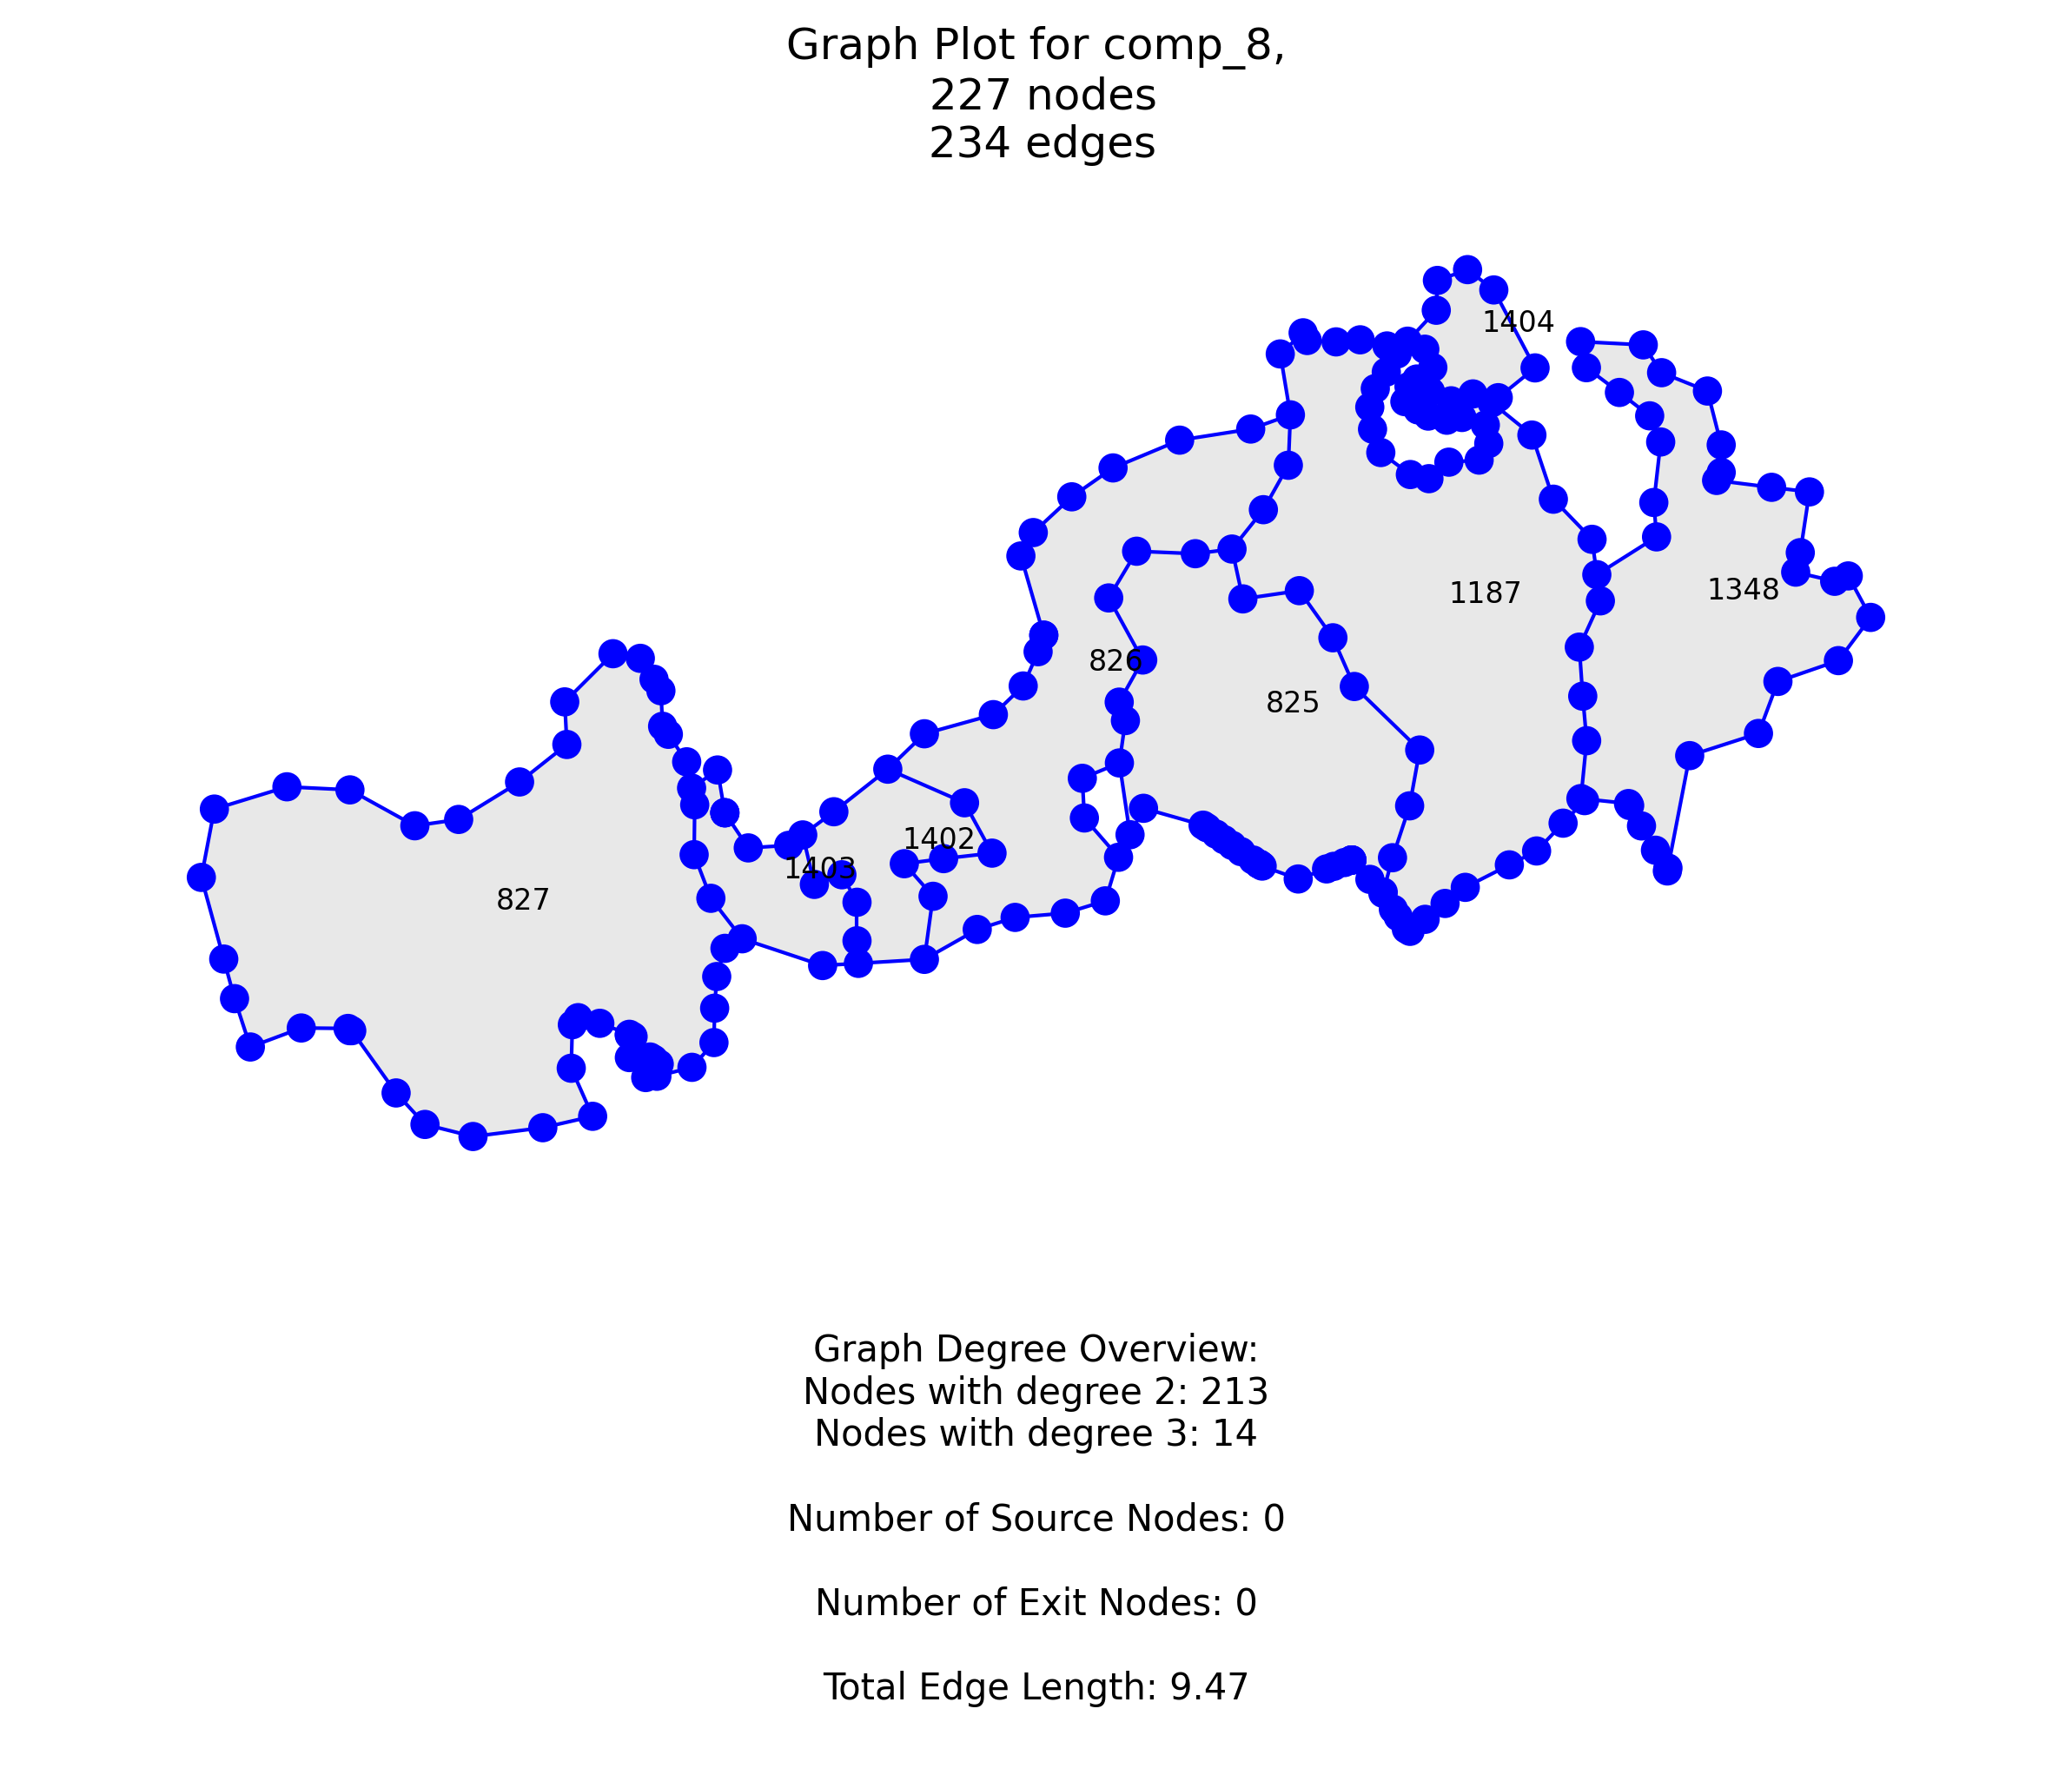 Graph Plot for comp_8,
227 nodes
234 edges
1404
1187
1348
826
825
1402
1403
827
Graph Degree Overview:
Nodes with degree 2: 213
Nodes with degree 3: 14
Number of Source Nodes: 0
Number of Exit Nodes: 0
Total Edge Length: 9.47